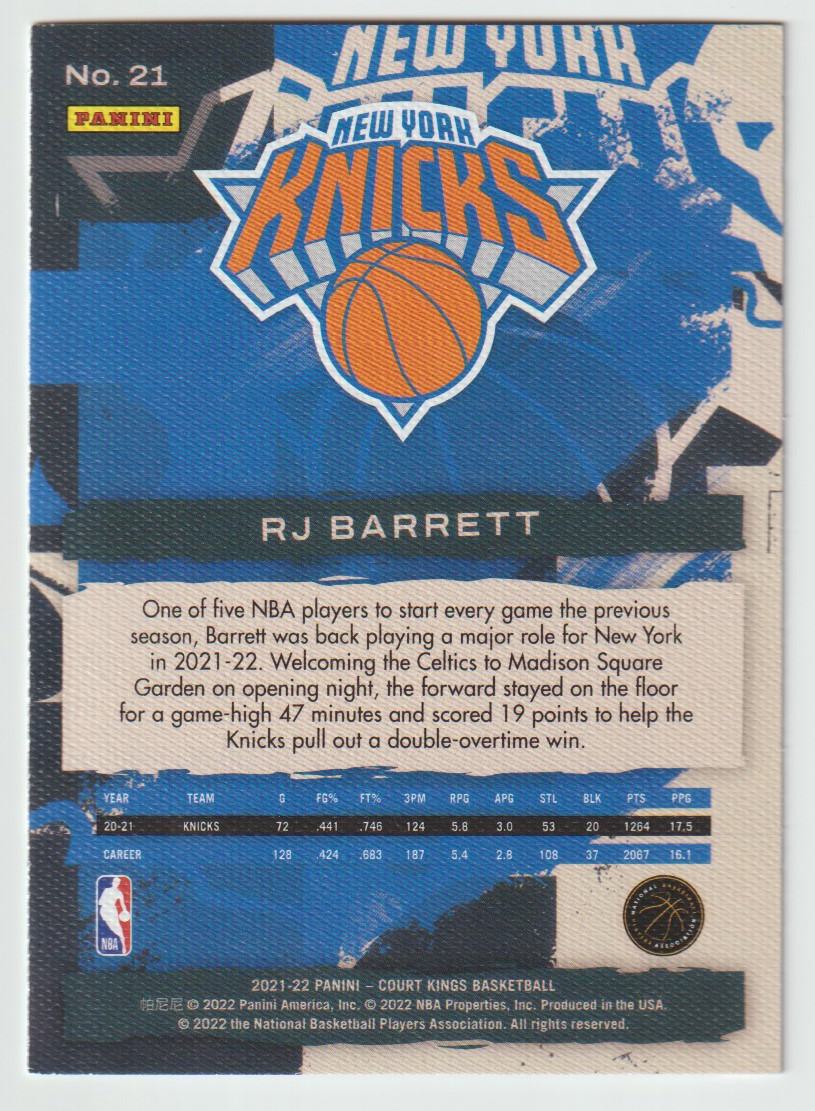 NEW YORK
No. 21
PANINI
NEW YORK
KNICKS
RJ BARRETT
One of five NBA players to start every game the previous
season, Barrett was back playing a major role for New York
in 2021-22. Welcoming the Celtics to Madison Square
Garden on opening night, the forward stayed on the floor
for a game-high 47 minutes and scored 19 points to help the
Knicks pull out a double-overtime win.
YEAR TEAM G FG% FT% 3PM RPG APG STL BLK PTS PPG
20-21 KNICKS 72 .441 .746 124 5.8 3.0 53 20 1264 17.5
CAREER 128 .424 .683 187 5.4 2.8 108 37 2067 16.1
NBA
NATIONAL BASKETBALL
PLAYERS ASSOCIATION
2021-22 PANINI – COURT KINGS BASKETBALL
帕尼尼 © 2022 Panini America, Inc. © 2022 NBA Properties, Inc. Produced in the USA.
© 2022 the National Basketball Players Association. All rights reserved.